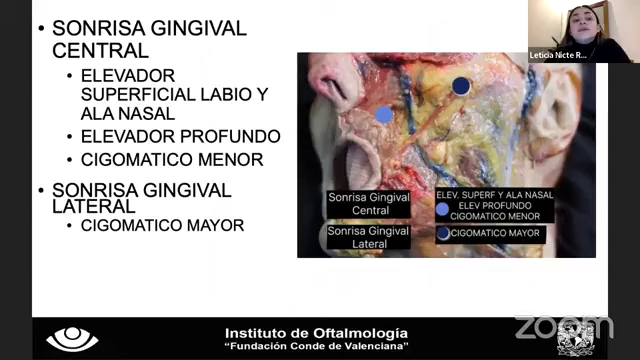 SONRISA GINGIVAL
CENTRAL
ELEVADOR
SUPERFICIAL LABIO Y
ALA NASAL
ELEVADOR PROFUNDO
CIGOMATICO MENOR
SONRISA GINGIVAL
LATERAL
CIGOMATICO MAYOR
Leticia Nicte R...
Sonrisa Gingival
Central
Sonrisa Gingival
Lateral
ELEV. SUPERF Y ALA NASAL
ELEV PROFUNDO
CIGOMATICO MENOR
CIGOMATICO MAYOR
zoom
Instituto de Oftalmología
“Fundación Conde de Valenciana”